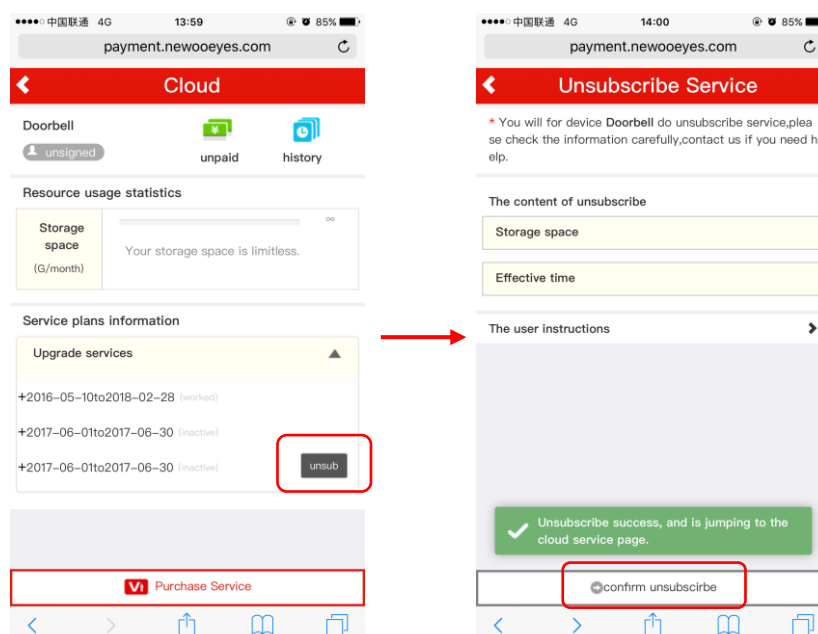 中国联通 4G 13:59 85%
payment.newooeyes.com
Cloud
Doorbell
unsigned
unpaid
history
Resource usage statistics
Storage
space
(G/month)
∞
Your storage space is limitless.
Service plans information
Upgrade services
+2016-05-10to2018-02-28 (worked)
+2017-06-01to2017-06-30 (inactive)
+2017-06-01to2017-06-30 (inactive)
unsub
Purchase Service
中国联通 4G 14:00 85%
payment.newooeyes.com
Unsubscribe Service
* You will for device Doorbell do unsubscribe service,plea
se check the information carefully,contact us if you need h
elp.
The content of unsubscribe
Storage space
Effective time
The user instructions
Unsubscribe success, and is jumping to the
cloud service page.
confirm unsubscirbe